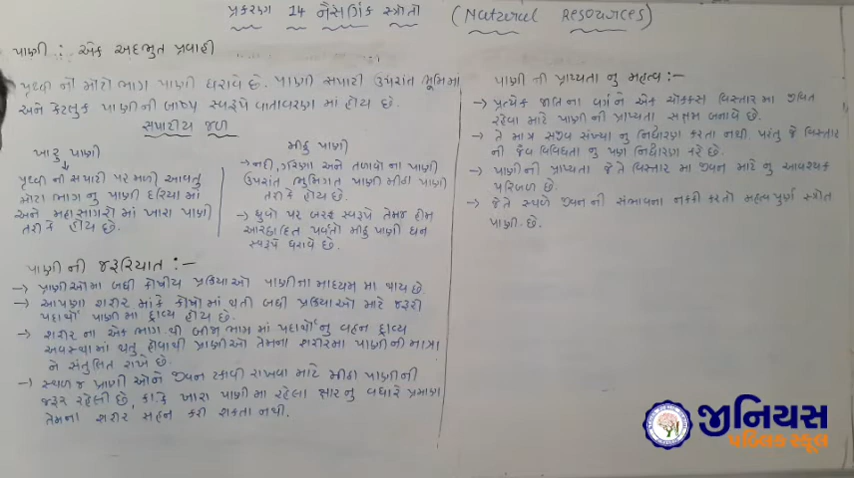 પ્રકરણ 14 નૈસર્ગિક સ્ત્રોતો (Natural Resources)
પાણી : એક અદભુત પ્રવાહી
પૃથ્વી નો મોટો ભાગ પાણી ધરાવે છે. પાણી સપાટી ઉપરાંત ભૂમિમાં
અને કેટલુક પાણીની બાષ્પ સ્વરૂપે વાતાવરણ માં હોય છે.
સપાટીય જળ
ખારુ પાણી
પૃથ્વી ની સપાટી પર મળી આવતુ
મોટા ભાગ નુ પાણી દરિયા માં
અને મહાસાગરો માં ખારા પાણી
તરીકે હોય છે.
મીઠુ પાણી
→ નદી, ઝરણા અને તળાવો ના પાણી
ઉપરાંત ભુમિગત પાણી મીઠા પાણી
તરીકે હોય છે.
→ ધ્રુવો પર બરફ સ્વરૂપે તેમજ હીમ
આચ્છાદિત પર્વતો મીઠુ પાણી ઘન
સ્વરૂપે ધરાવે છે.
પાણી ની જરૂરિયાત :-
→ પ્રાણીઓમા બધી કોષીય પ્રક્રિયાઓ પાણીના માધ્યમ મા થાય છે.
→ આપણા શરીર માં કે કોષોમાં થતી બધી પ્રક્રિયાઓ માટે જરૂરી
પદાર્થો પાણી મા દ્રાવ્ય હોય છે.
→ શરીર ના એક ભાગ થી બીજા ભાગ માં પદાર્થો નુ વહન દ્રાવ્ય
અવસ્થામાં થતુ હોવાથી પ્રાણીઓ તેમના શરીરમા પાણી ની માત્રા
ને સંતુલિત રાખે છે.
→ સ્થળ જ પ્રાણી ઓને જીવન ટકાવી રાખવા માટે મીઠા પાણી ની
જરૂર રહેલી છે, કા.કે ખારા પાણી મા રહેલા ક્ષાર નુ વધારે પ્રમાણ
તેમના શરીર સહન કરી શકતા નથી.
પાણી ની પ્રાપ્યતા નુ મહત્વ :-
→ પ્રત્યેક જીવ ના વર્ગ ને એક ચોક્કસ વિસ્તાર મા જીવિત
રહેવા માટે પાણી ની પ્રાપ્યતા સક્ષમ બનાવે છે.
→ તે માત્ર સજીવ સંખ્યા નુ નિર્ધારણ કરતા નથી પરંતુ જે વિસ્તાર
ની જૈવ વિવિધતા નુ પણ નિર્ધારણ કરે છે.
→ પાણી ની પ્રાપ્યતા જે તે વિસ્તાર મા જીવન માટે નુ આવશ્યક
પરિબળ છે.
→ જે તે સ્થળે જીવન ની સંભાવના નક્કી કરતો મહત્વપુર્ણ સ્ત્રોત
પાણી છે.
જીનિયસ
પબ્લિક સ્કૂલ